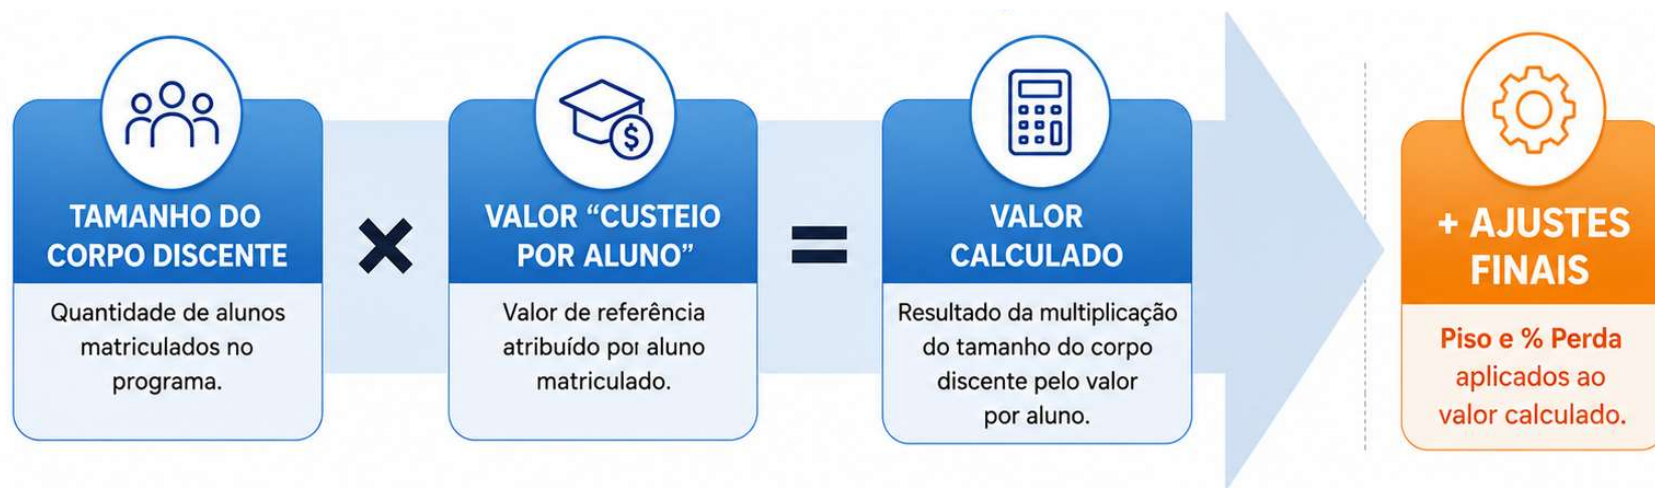 TAMANHO DO
CORPO DISCENTE
Quantidade de alunos
matriculados no
programa.
×
VALOR “CUSTEIO
POR ALUNO”
$
Valor de referência
atribuído por aluno
matriculado.
=
VALOR
CALCULADO
Resultado da multiplicação
do tamanho do corpo
discente pelo valor
por aluno.
+ AJUSTES
FINAIS
Piso e % Perda
aplicados ao
valor calculado.